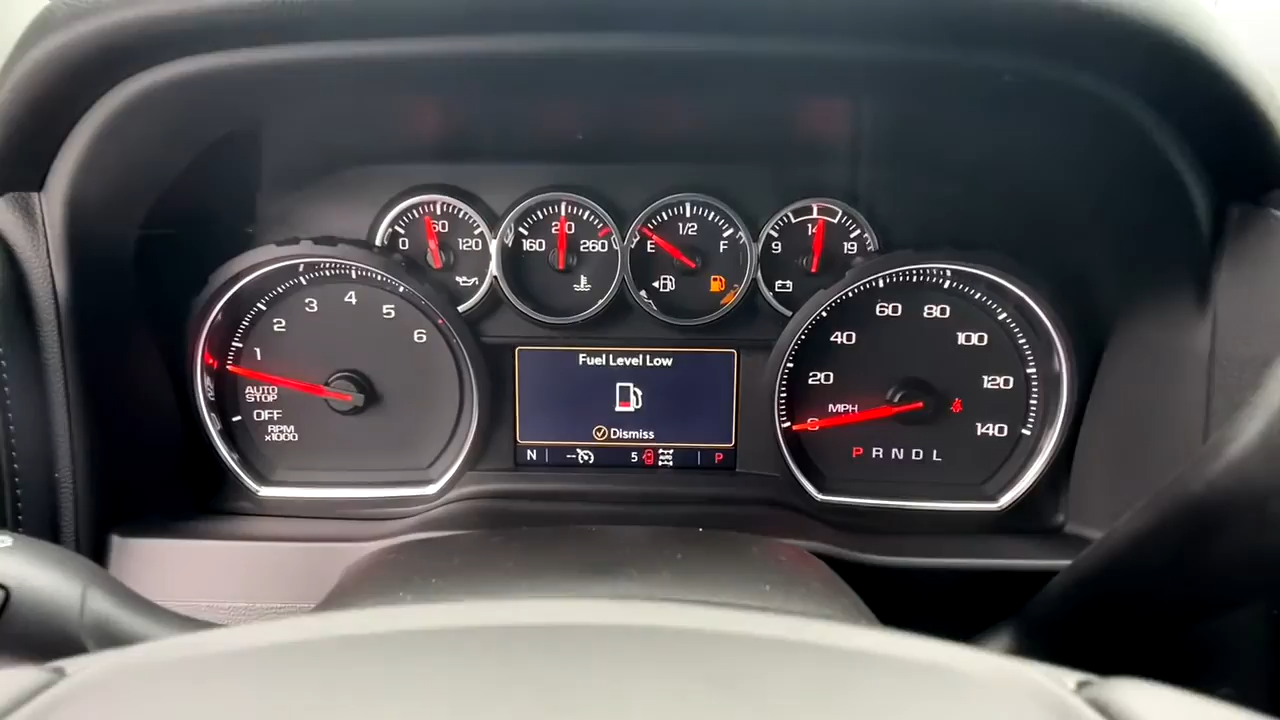 0 60 120
160 210 260
E 1/2 F
9 14 19
1 2 3 4 5 6
AUTO
STOP
OFF
RPM
x1000
Fuel Level Low
Dismiss
N
5
P
0 20 40 60 80 100 120 140
MPH
P R N D L